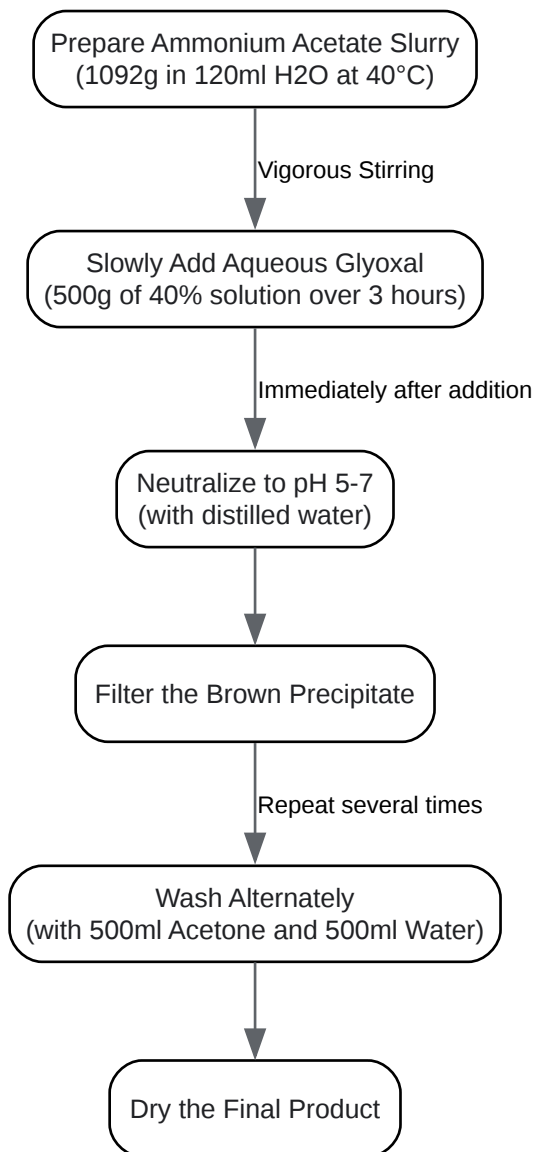 Prepare Ammonium Acetate Slurry
(1092g in 120ml H2O at 40°C)
Vigorous Stirring
Slowly Add Aqueous Glyoxal
(500g of 40% solution over 3 hours)
Immediately after addition
Neutralize to pH 5-7
(with distilled water)
Filter the Brown Precipitate
Repeat several times
Wash Alternately
(with 500ml Acetone and 500ml Water)
Dry the Final Product